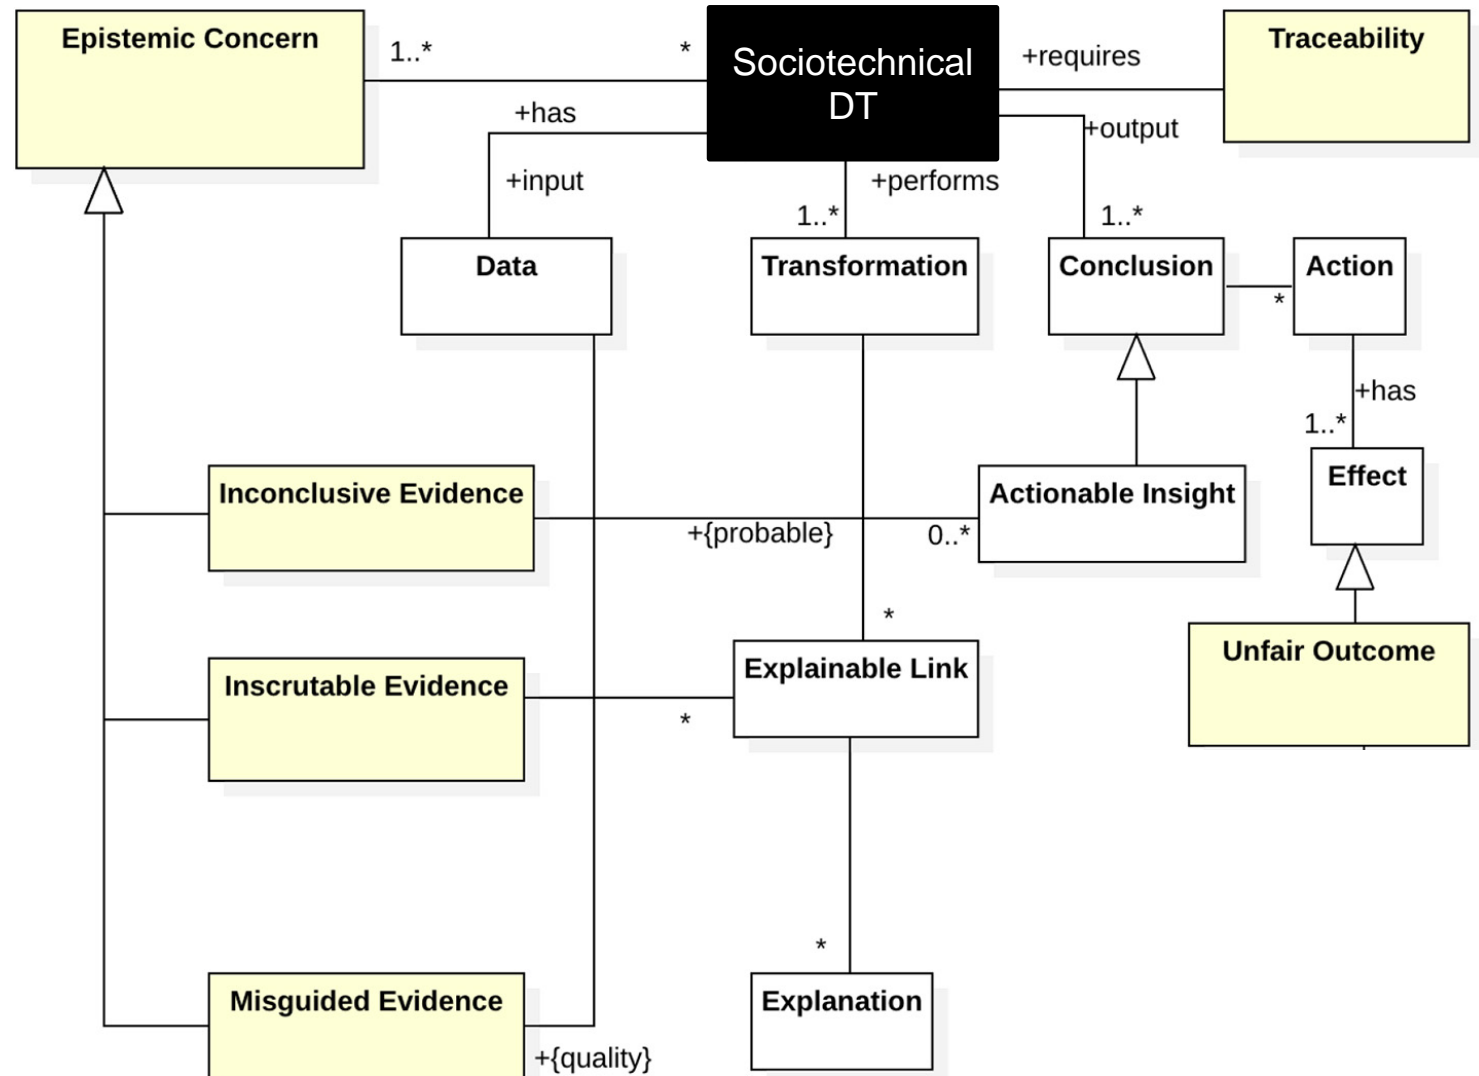 Epistemic Concern
1..*
*
Sociotechnical
DT
+requires
Traceability
+has
+output
+input
+performs
1..*
1..*
Data
Transformation
Conclusion
Action
*
+has
1..*
Effect
Inconclusive Evidence
+{probable}
0..*
Actionable Insight
*
Unfair Outcome
Inscrutable Evidence
*
Explainable Link
*
Misguided Evidence
+{quality}
Explanation